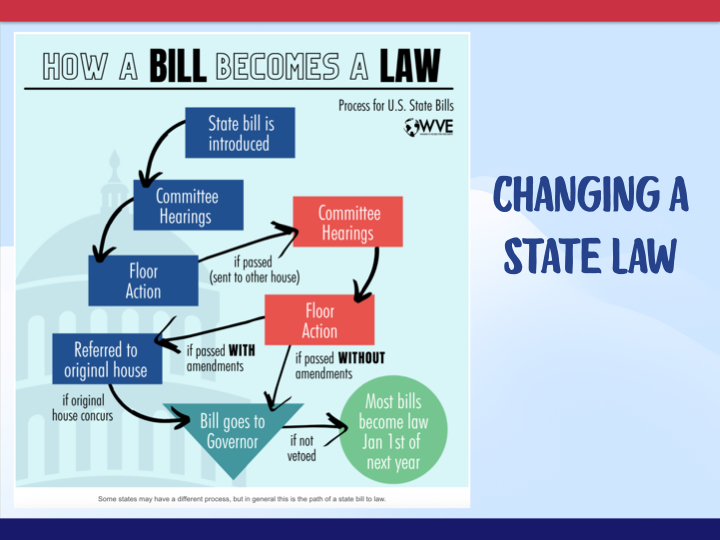 HOW A BILL BECOMES A LAW
Process for U.S. State Bills
WVE
State bill is
introduced
Committee
Hearings
Floor
Action
if passed
(sent to other house)
Committee
Hearings
Floor
Action
if passed WITH
amendments
if passed WITHOUT
amendments
Referred to
original house
if original
house concurs
Bill goes to
Governor
if not
vetoed
Most bills
become law
Jan 1st of
next year
Some states may have a different process, but in general this is the path of a state bill to law.
CHANGING A
STATE LAW